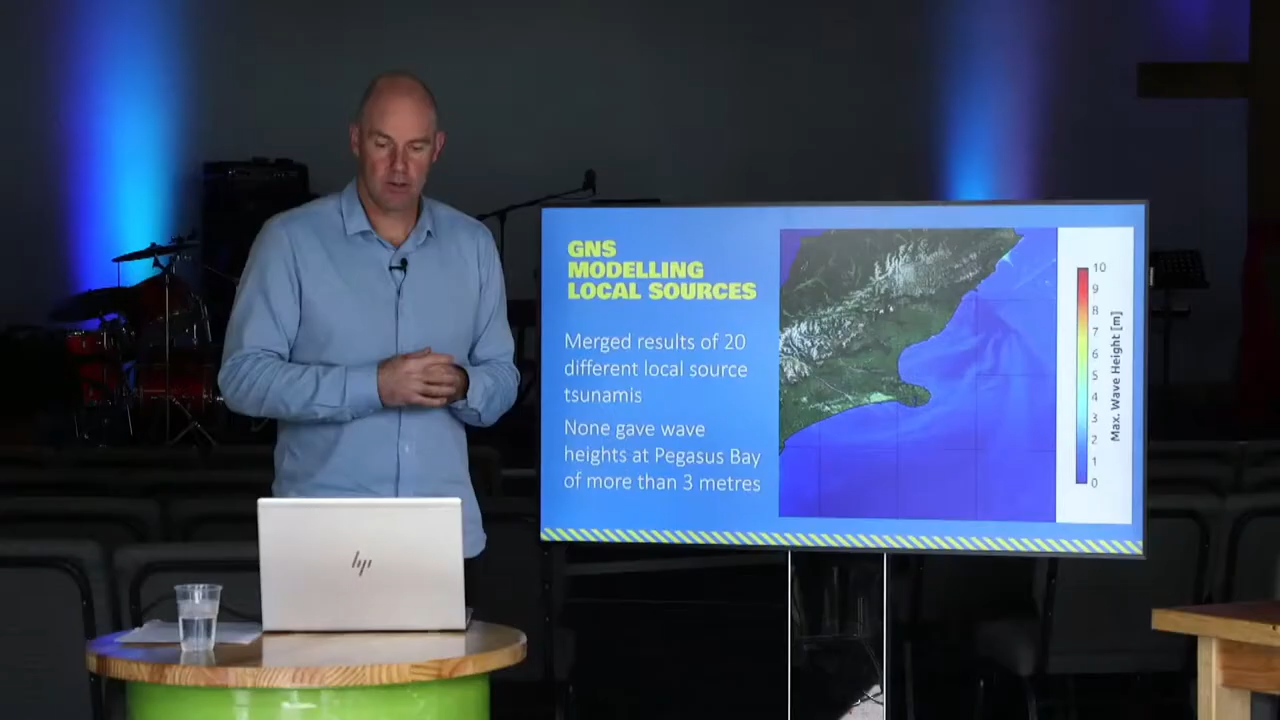 GNS
MODELLING
LOCAL SOURCES
Merged results of 20
different local source
tsunamis
None gave wave
heights at Pegasus Bay
of more than 3 metres
10
9
8
7
6
5
4
3
2
1
0
Max. Wave Height [m]
hp